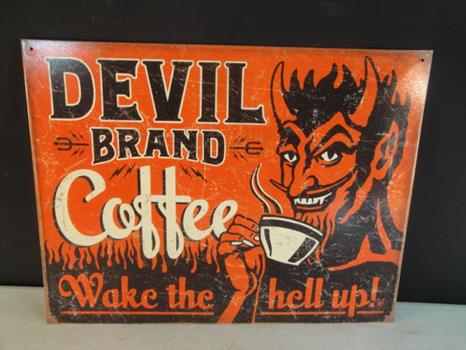 DEVIL
BRAND
Coffee
Wake the hell up!